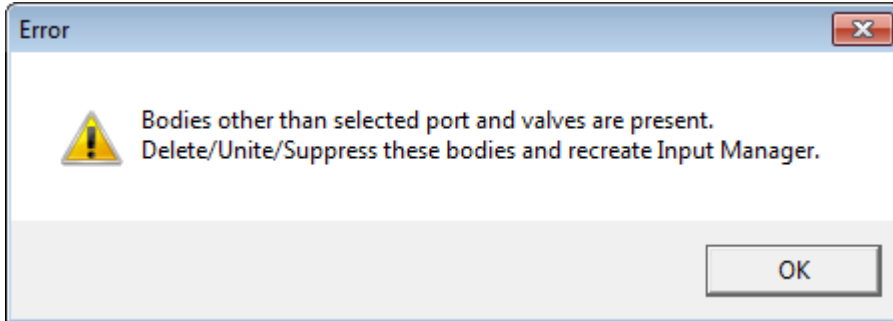 Error
Bodies other than selected port and valves are present.
Delete/Unite/Suppress these bodies and recreate Input Manager.
OK